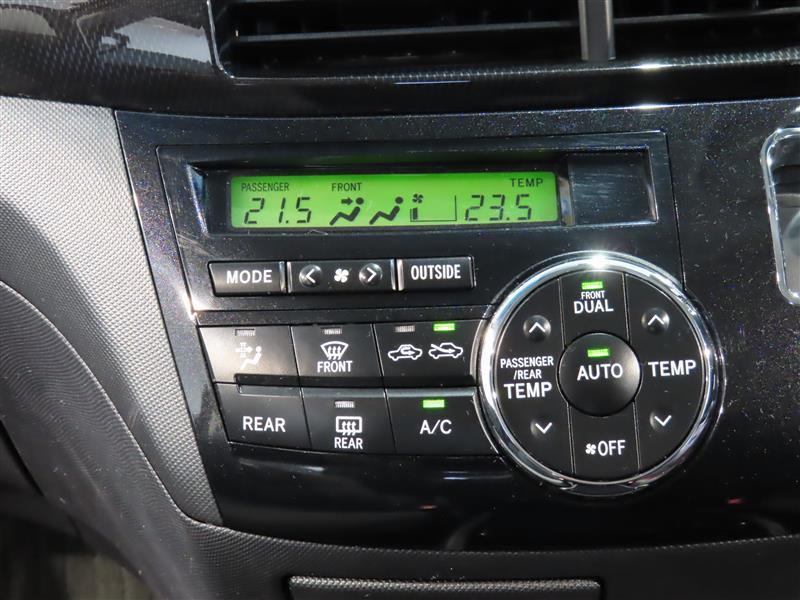 PASSENGER FRONT TEMP
21.5 23.5
MODE OUTSIDE
FRONT
DUAL
FRONT
PASSENGER
/REAR
TEMP
AUTO
TEMP
REAR
REAR
A/C
OFF